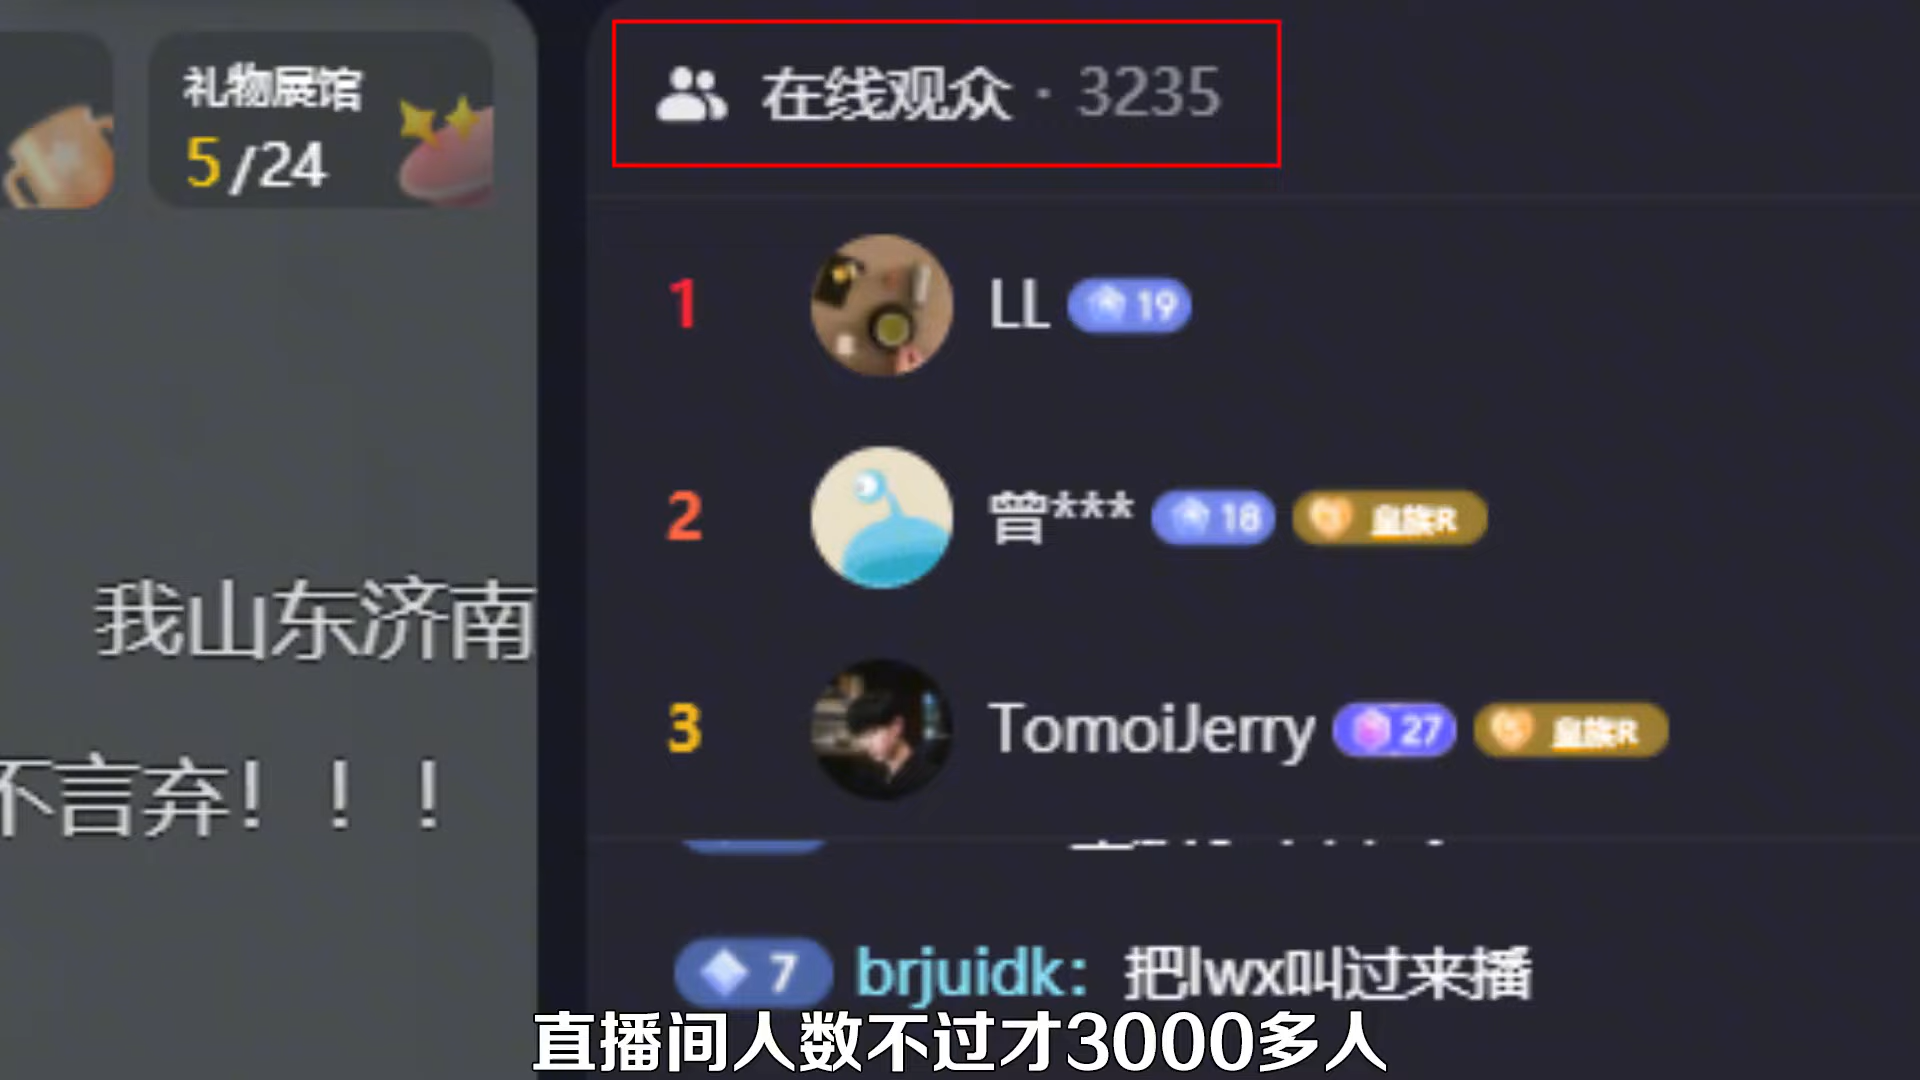 礼物展馆
5/24
我山东济南
不言弃！！！
在线观众 · 3235
1 LL 19
2 曾*** 18 皇族R
3 TomoiJerry 27 皇族R
7 brjuidk：把lwx叫过来播
直播间人数不过才3000多人